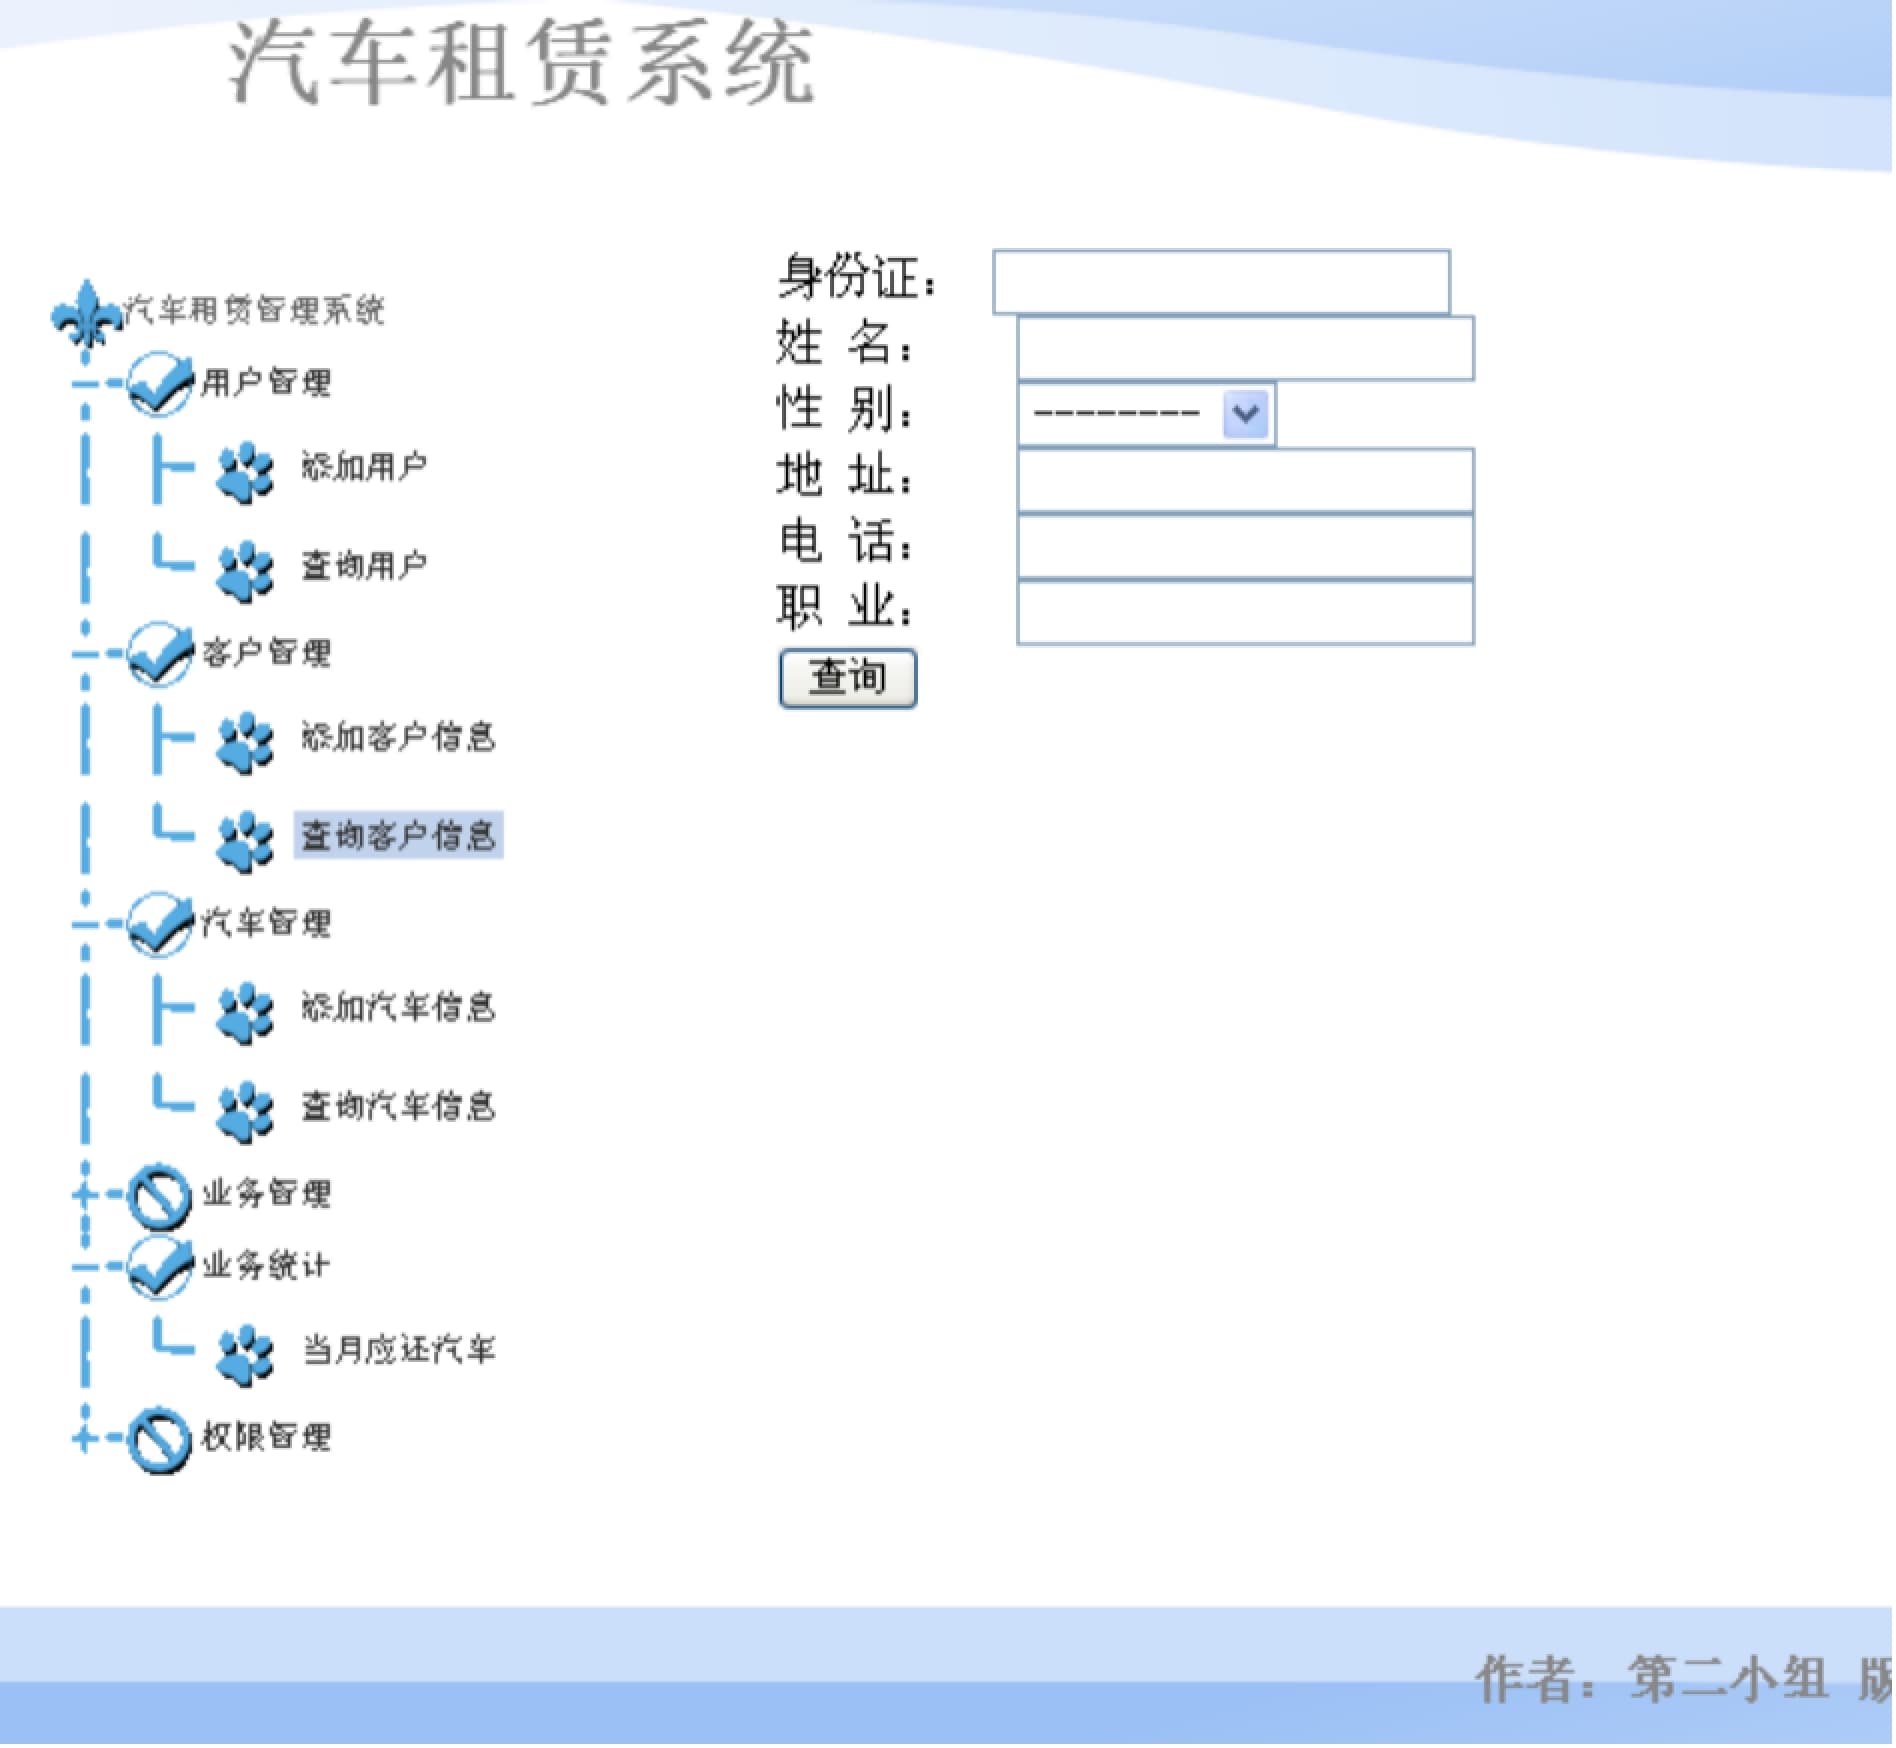 汽车租赁系统
汽车租赁管理系统
用户管理
添加用户
查询用户
客户管理
添加客户信息
查询客户信息
汽车管理
添加汽车信息
查询汽车信息
业务管理
业务统计
当月应还汽车
权限管理
身份证：
姓 名：
性 别：
--------
地 址：
电 话：
职 业：
查询
作者：第二小组 版